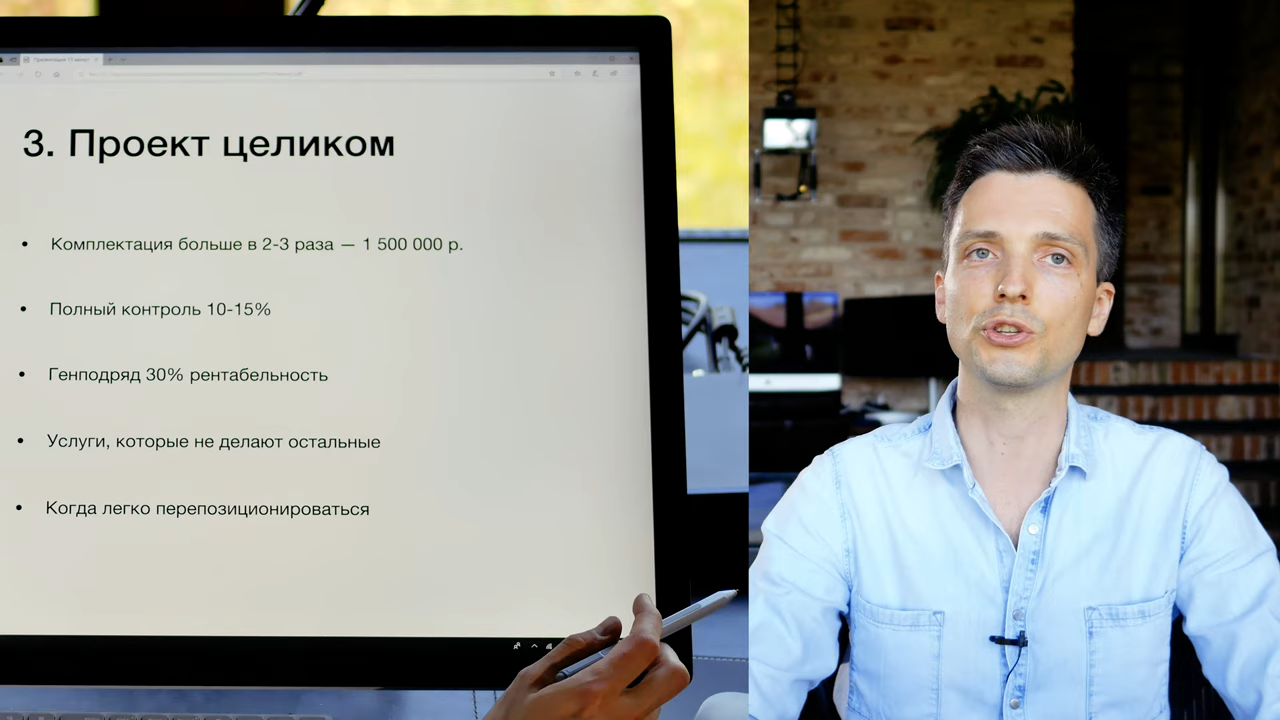 3. Проект целиком
• Комплектация больше в 2-3 раза — 1 500 000 р.
• Полный контроль 10-15%
• Генподряд 30% рентабельность
• Услуги, которые не делают остальные
• Когда легко перепозиционироваться